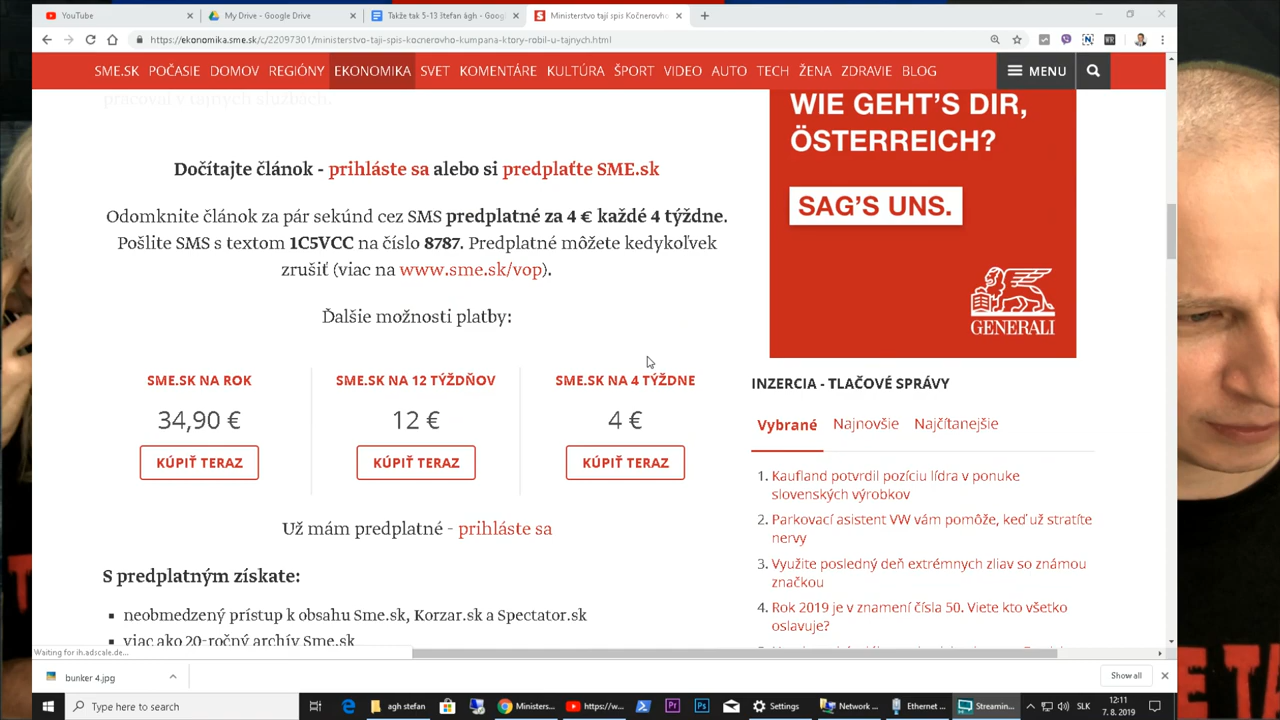 YouTube
My Drive - Google Drive
Takže tak 5-13 štefan ágh - Goog
Ministerstvo tají spis Kočnerovho
https://ekonomika.sme.sk/c/22097301/ministerstvo-taji-spis-kocnerovho-kumpana-ktory-robil-u-tajnych.html
SME.SK POČASIE DOMOV REGIÓNY EKONOMIKA SVET KOMENTÁRE KULTÚRA ŠPORT VIDEO AUTO TECH ŽENA ZDRAVIE BLOG MENU
pracoval v tajných službách.
Dočítajte článok - prihláste sa alebo si predplaťte SME.sk
Odomknite článok za pár sekúnd cez SMS predplatné za 4 € každé 4 týždne.
Pošlite SMS s textom 1C5VCC na číslo 8787. Predplatné môžete kedykoľvek
zrušiť (viac na www.sme.sk/vop).
Ďalšie možnosti platby:
SME.SK NA ROK
34,90 €
KÚPIŤ TERAZ
SME.SK NA 12 TÝŽDŇOV
12 €
KÚPIŤ TERAZ
SME.SK NA 4 TÝŽDNE
4 €
KÚPIŤ TERAZ
Už mám predplatné - prihláste sa
S predplatným získate:
▪ neobmedzený prístup k obsahu Sme.sk, Korzar.sk a Spectator.sk
▪ viac ako 20-ročný archív Sme.sk
WIE GEHT'S DIR,
ÖSTERREICH?
SAG'S UNS.
GENERALI
INZERCIA - TLAČOVÉ SPRÁVY
Vybrané Najnovšie Najčítanejšie
1. Kaufland potvrdil pozíciu lídra v ponuke
slovenských výrobkov
2. Parkovací asistent VW vám pomôže, keď už stratíte
nervy
3. Využite posledný deň extrémnych zliav so známou
značkou
4. Rok 2019 je v znamení čísla 50. Viete kto všetko
oslavuje?
Waiting for ih.adscale.de...
bunker 4.jpg
Show all
Type here to search
agh stefan
Ministers...
https://w...
Settings
Network ...
Ethernet ...
Streamin...
SLK
12:11
7. 8. 2019